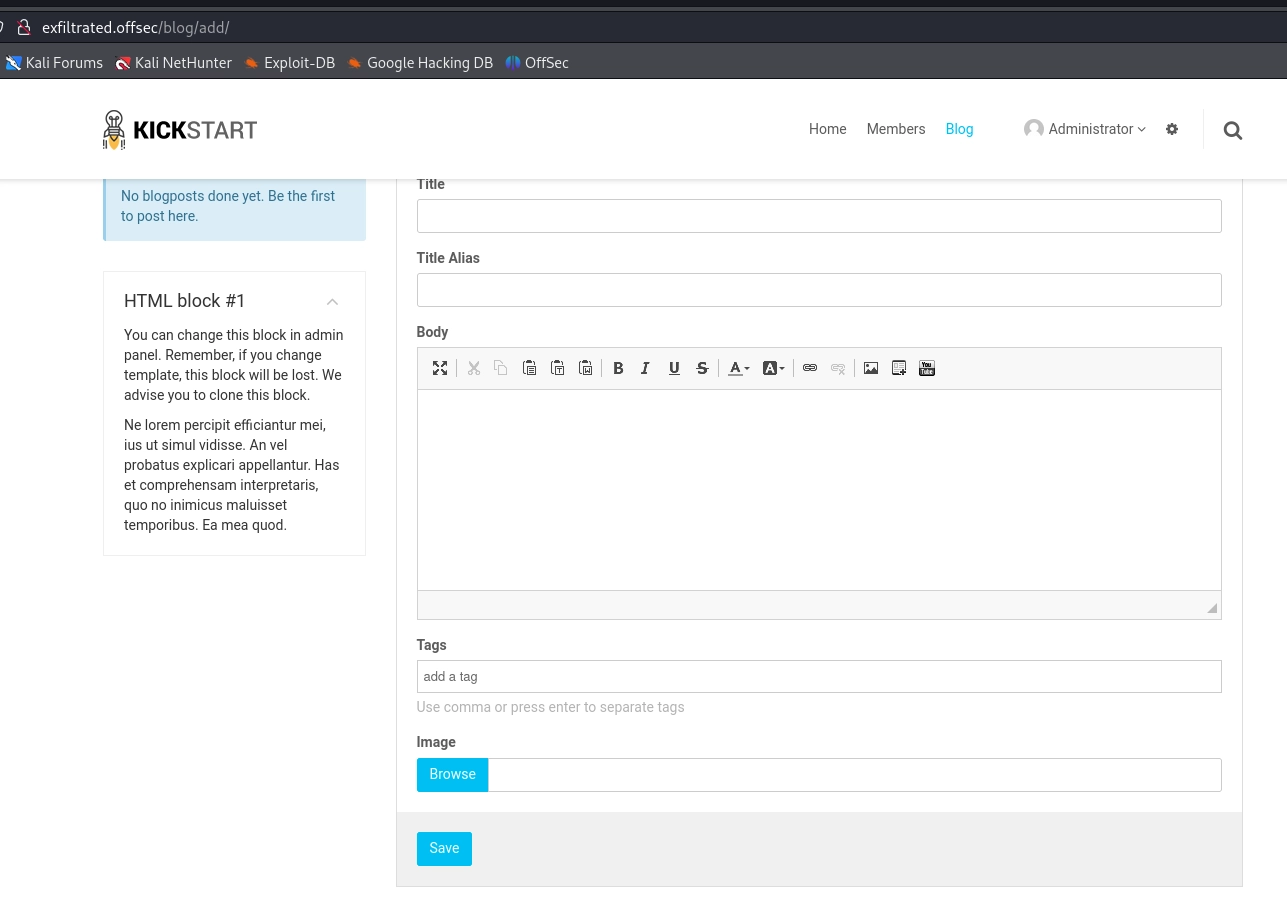 exfiltrated.offsec/blog/add/
Kali Forums Kali NetHunter Exploit-DB Google Hacking DB OffSec
KICKSTART
Home Members Blog Administrator
No blogposts done yet. Be the first
to post here.
HTML block #1
You can change this block in admin
panel. Remember, if you change
template, this block will be lost. We
advise you to clone this block.
Ne lorem percipit efficiantur mei,
ius ut simul vidisse. An vel
probatus explicari appellantur. Has
et comprehensam interpretaris,
quo no inimicus maluisset
temporibus. Ea mea quod.
Title
Title Alias
Body
B I U S A A You Tube
Tags
add a tag
Use comma or press enter to separate tags
Image
Browse
Save